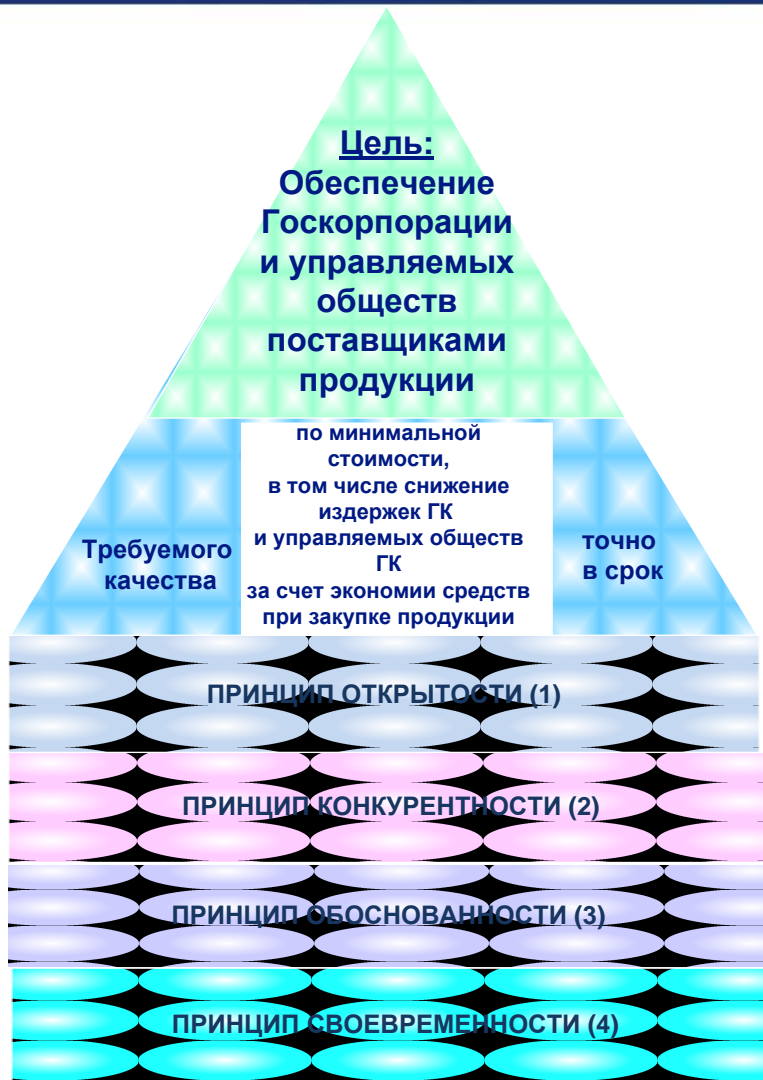 Цель:
Обеспечение
Госкорпорации
и управляемых
обществ
поставщиками
продукции
Требуемого
качества
по минимальной
стоимости,
в том числе снижение
издержек ГК
и управляемых обществ
ГК
за счет экономии средств
при закупке продукции
точно
в срок
ПРИНЦИП ОТКРЫТОСТИ (1)
ПРИНЦИП КОНКУРЕНТНОСТИ (2)
ПРИНЦИП ОБОСНОВАННОСТИ (3)
ПРИНЦИП СВОЕВРЕМЕННОСТИ (4)